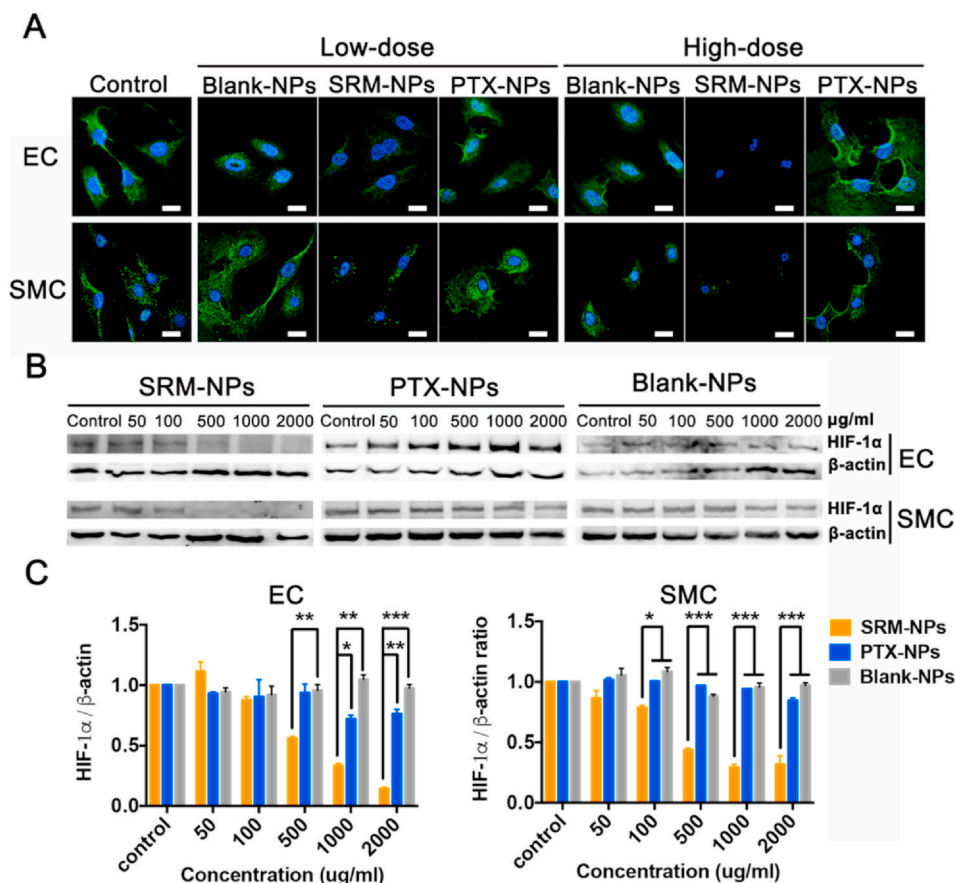 A
Low-dose
High-dose
Control
Blank-NPs
SRM-NPs
PTX-NPs
Blank-NPs
SRM-NPs
PTX-NPs
EC
SMC
B
SRM-NPs
PTX-NPs
Blank-NPs
Control 50 100 500 1000 2000
Control 50 100 500 1000 2000
Control 50 100 500 1000 2000 μg/ml
HIF-1α
β-actin
EC
HIF-1α
β-actin
SMC
C
EC
HIF-1α / β-actin
1.5
1.0
0.5
0.0
** ** ***
* **
control 50 100 500 1000 2000
Concentration (ug/ml)
SMC
HIF-1α / β-actin ratio
1.5
1.0
0.5
0.0
* *** *** ***
control 50 100 500 1000 2000
Concentration (ug/ml)
SRM-NPs
PTX-NPs
Blank-NPs